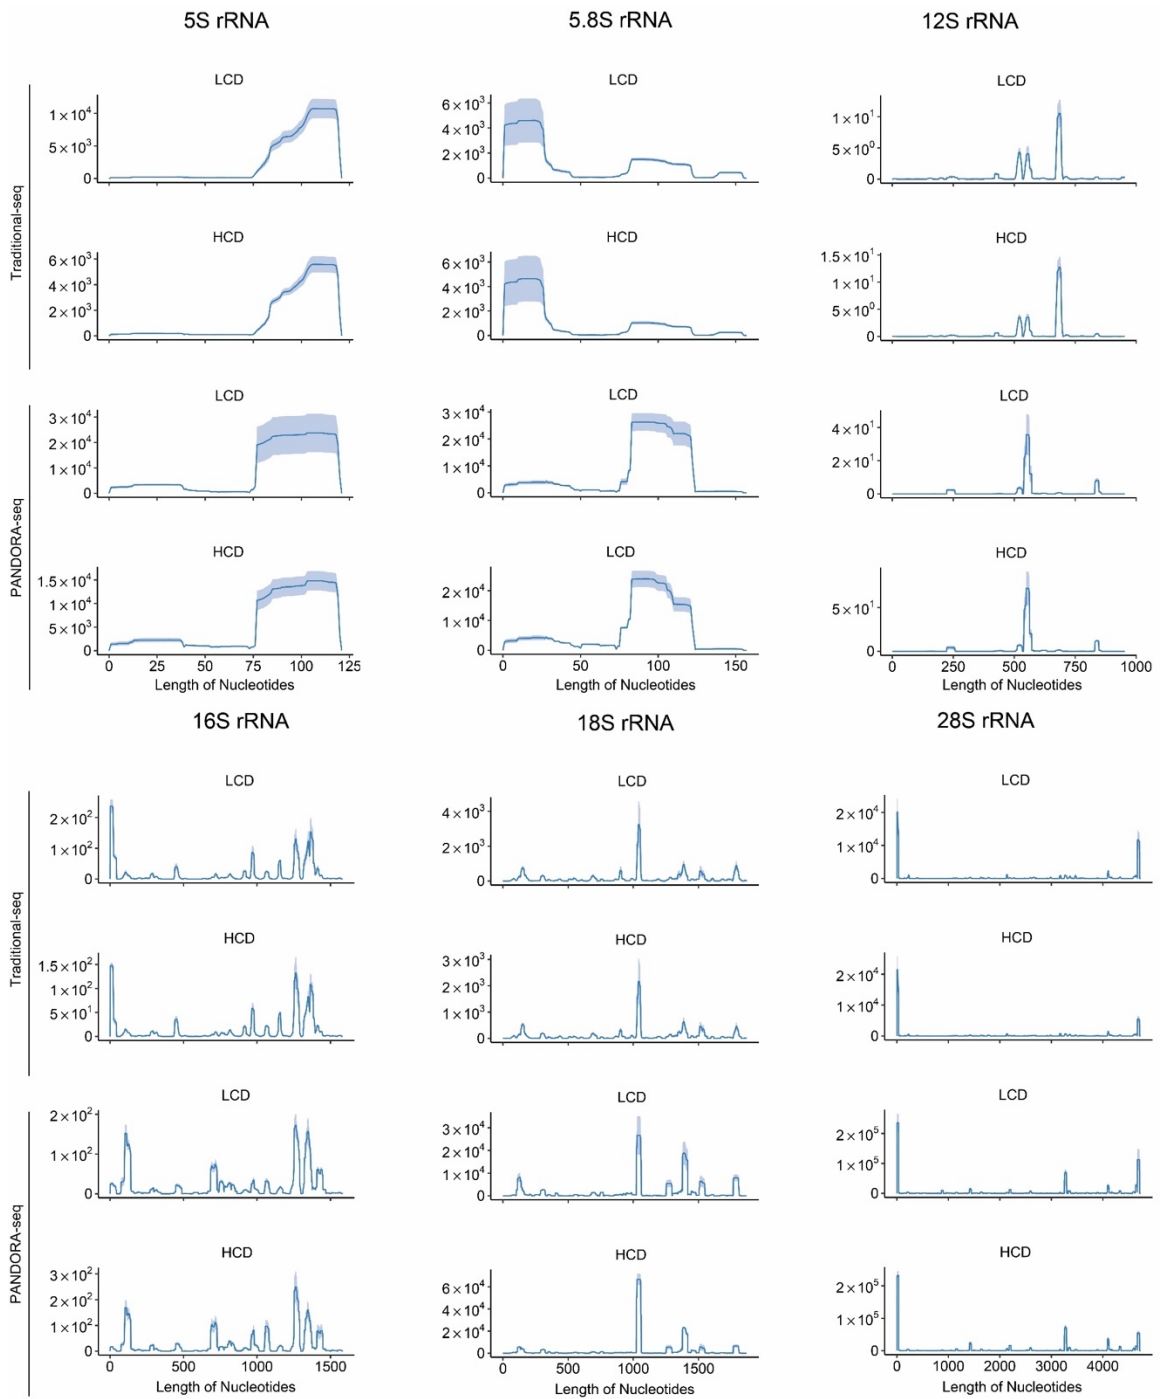 5S rRNA 5.8S rRNA 12S rRNA
Traditional-seq
LCD LCD LCD
1×10⁴ 6×10³ 1×10¹
5×10³ 4×10³ 5×10⁰
0 2×10³ 0
0
HCD HCD HCD
6×10³ 6×10³ 1.5×10¹
4×10³ 4×10³ 1×10¹
2×10³ 2×10³ 5×10⁰
0 0 0
PANDORA-seq
LCD LCD LCD
3×10⁴ 3×10⁴ 4×10¹
2×10⁴ 2×10⁴ 2×10¹
1×10⁴ 1×10⁴ 0
0 0
HCD LCD HCD
1.5×10⁴ 2×10⁴ 5×10¹
1×10⁴ 1×10⁴ 0
5×10³ 0
0
0 25 50 75 100 125 0 50 100 150 0 250 500 750 1000
Length of Nucleotides Length of Nucleotides Length of Nucleotides
16S rRNA 18S rRNA 28S rRNA
Traditional-seq
LCD LCD LCD
2×10² 4×10³ 2×10⁴
1×10² 2×10³ 1×10⁴
0 0 0
HCD HCD HCD
1.5×10² 3×10³ 2×10⁴
1×10² 2×10³ 1×10⁴
5×10¹ 1×10³ 0
0 0
PANDORA-seq
LCD LCD LCD
2×10² 3×10⁴ 2×10⁵
1×10² 2×10⁴ 1×10⁵
0 1×10⁴ 0
0
HCD HCD HCD
3×10² 6×10⁴ 2×10⁵
2×10² 4×10⁴ 1×10⁵
1×10² 2×10⁴ 0
0 0
0 500 1000 1500 0 500 1000 1500 0 1000 2000 3000 4000
Length of Nucleotides Length of Nucleotides Length of Nucleotides